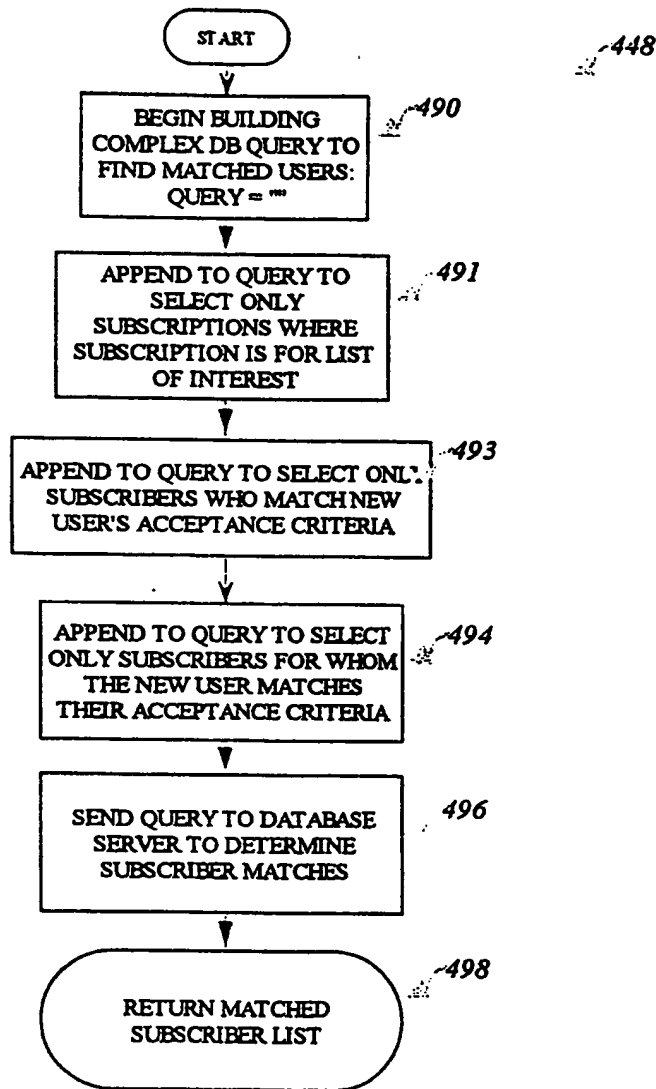 START
448
BEGIN BUILDING
COMPLEX DB QUERY TO
FIND MATCHED USERS:
QUERY = ""
490
APPEND TO QUERY TO
SELECT ONLY
SUBSCRIPTIONS WHERE
SUBSCRIPTION IS FOR LIST
OF INTEREST
491
APPEND TO QUERY TO SELECT ONLY
SUBSCRIBERS WHO MATCH NEW
USER'S ACCEPTANCE CRITERIA
493
APPEND TO QUERY TO SELECT
ONLY SUBSCRIBERS FOR WHOM
THE NEW USER MATCHES
THEIR ACCEPTANCE CRITERIA
494
SEND QUERY TO DATABASE
SERVER TO DETERMINE
SUBSCRIBER MATCHES
496
RETURN MATCHED
SUBSCRIBER LIST
498